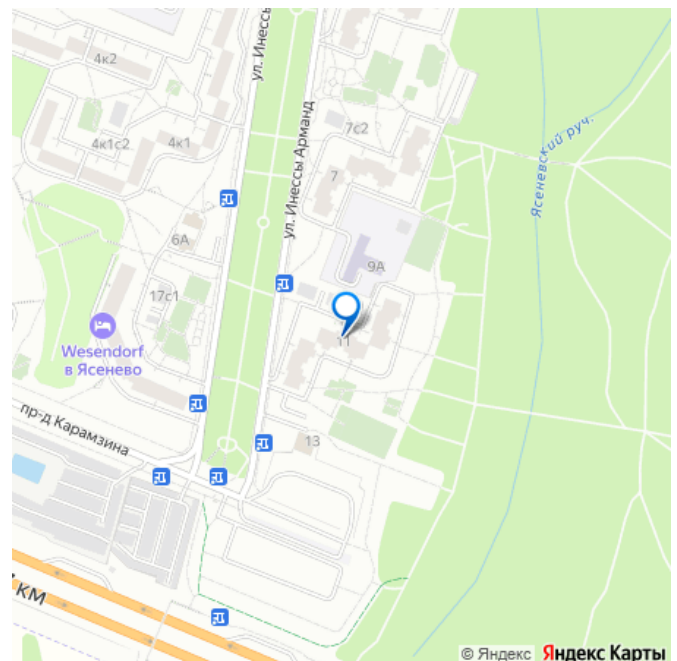 4к2
ул. Инессы
ул. Инессы Арманд
7с2
4к1с2
4к1
7
Ясеневский руч.
6А
9А
17с1
11
Wesendorf
в Ясенево
пр-д Карамзина
13
КМ
© Яндекс Яндекс Карты